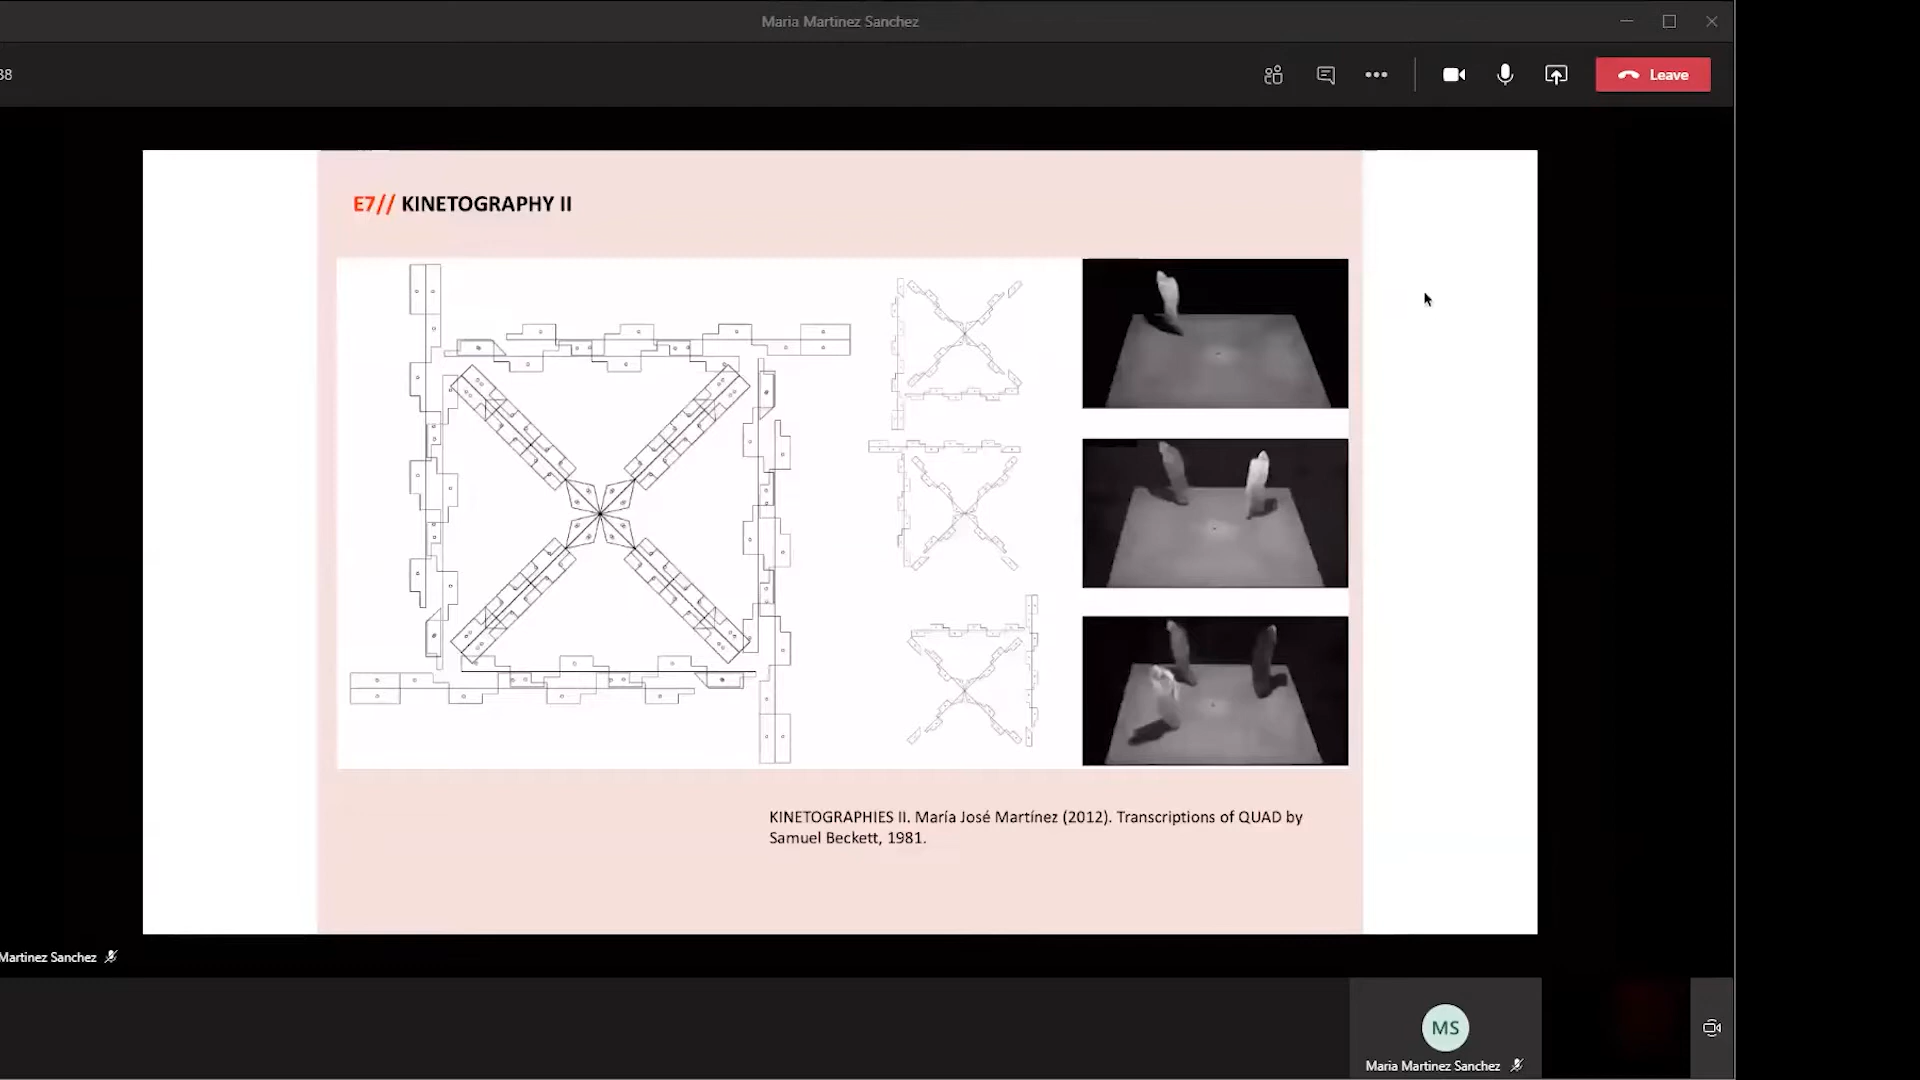 Maria Martinez Sanchez
38
Leave
E7// KINETOGRAPHY II
KINETOGRAPHIES II. María José Martínez (2012). Transcriptions of QUAD by
Samuel Beckett, 1981.
Martinez Sanchez
MS
Maria Martinez Sanchez